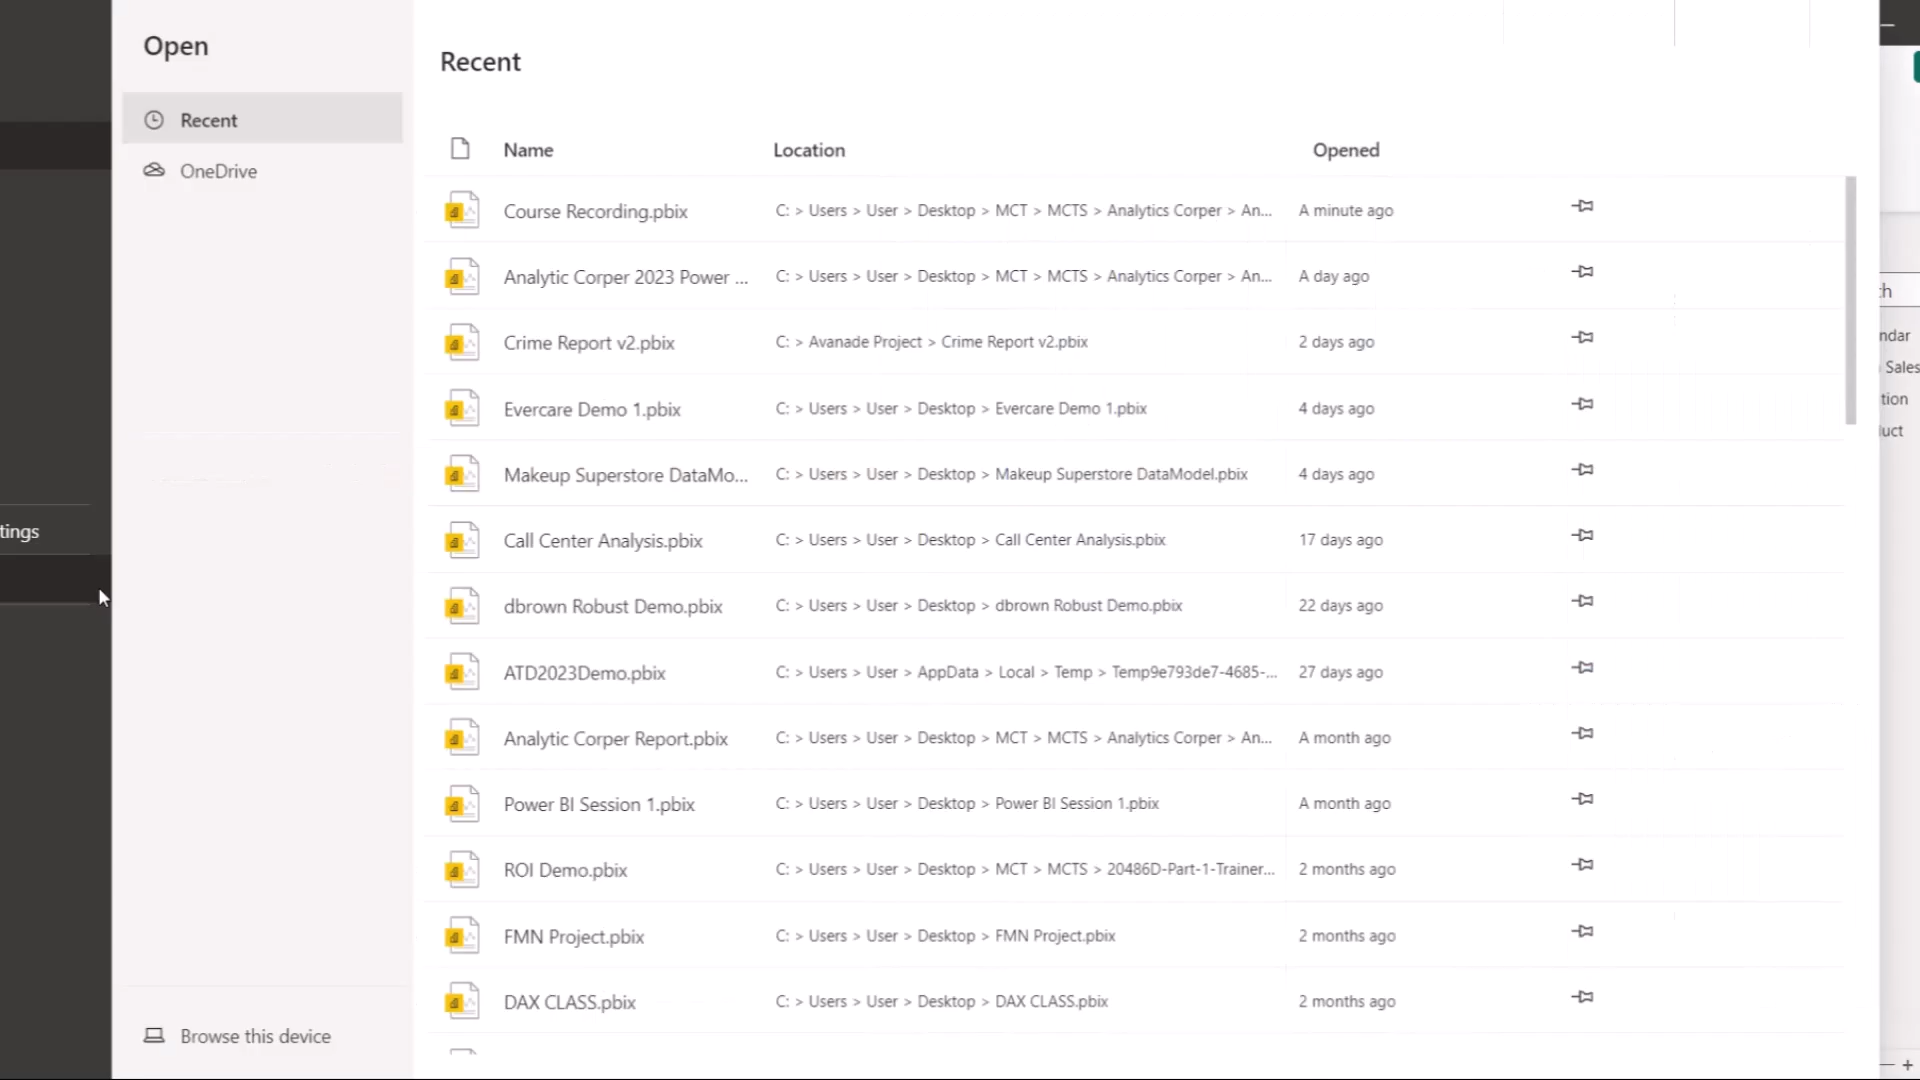 Open
Recent
OneDrive
tings
Browse this device
Recent
Name Location Opened
Course Recording.pbix C: > Users > User > Desktop > MCT > MCTS > Analytics Corper > An... A minute ago
Analytic Corper 2023 Power ... C: > Users > User > Desktop > MCT > MCTS > Analytics Corper > An... A day ago
Crime Report v2.pbix C: > Avanade Project > Crime Report v2.pbix 2 days ago
Evercare Demo 1.pbix C: > Users > User > Desktop > Evercare Demo 1.pbix 4 days ago
Makeup Superstore DataMo... C: > Users > User > Desktop > Makeup Superstore DataModel.pbix 4 days ago
Call Center Analysis.pbix C: > Users > User > Desktop > Call Center Analysis.pbix 17 days ago
dbrown Robust Demo.pbix C: > Users > User > Desktop > dbrown Robust Demo.pbix 22 days ago
ATD2023Demo.pbix C: > Users > User > AppData > Local > Temp > Temp9e793de7-4685-... 27 days ago
Analytic Corper Report.pbix C: > Users > User > Desktop > MCT > MCTS > Analytics Corper > An... A month ago
Power BI Session 1.pbix C: > Users > User > Desktop > Power BI Session 1.pbix A month ago
ROI Demo.pbix C: > Users > User > Desktop > MCT > MCTS > 20486D-Part-1-Trainer... 2 months ago
FMN Project.pbix C: > Users > User > Desktop > FMN Project.pbix 2 months ago
DAX CLASS.pbix C: > Users > User > Desktop > DAX CLASS.pbix 2 months ago
ch
ndar
Sales
tion
luct